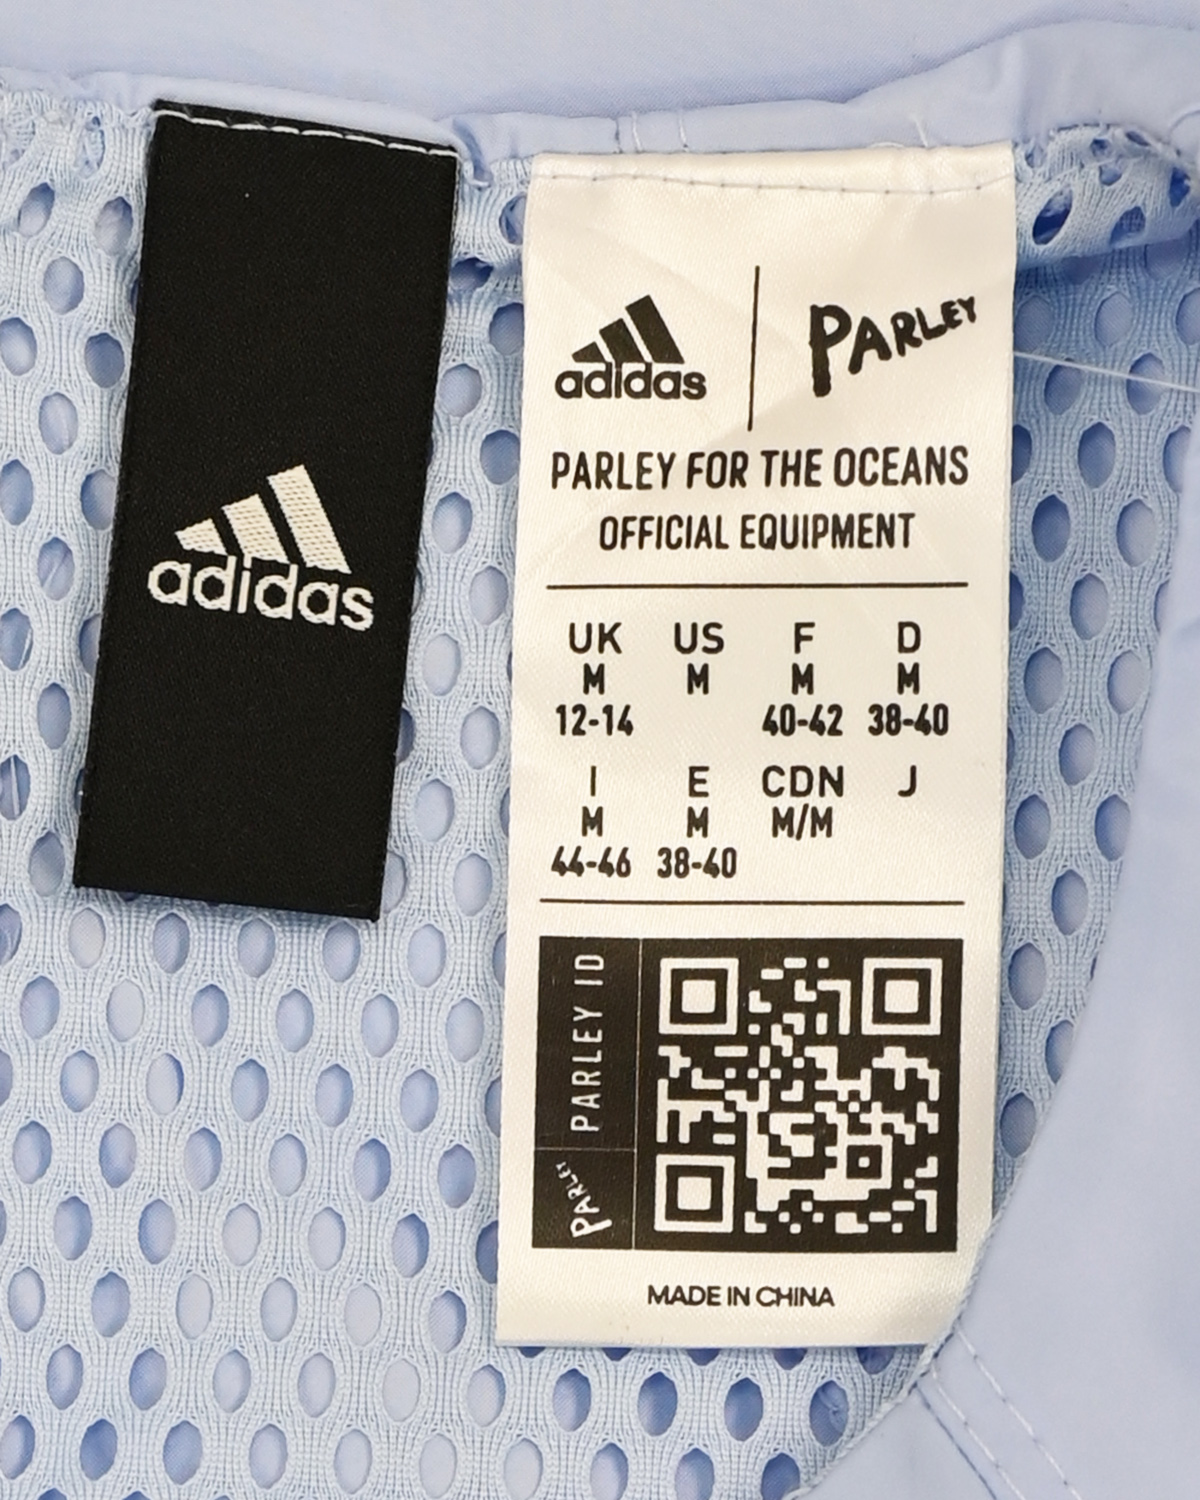 adidas
adidas | PARLEY
PARLEY FOR THE OCEANS
OFFICIAL EQUIPMENT
UK US F D
M M M M
12-14 40-42 38-40
I E CDN J
M M M/M
44-46 38-40
PARLEY ID
PARLEY
MADE IN CHINA